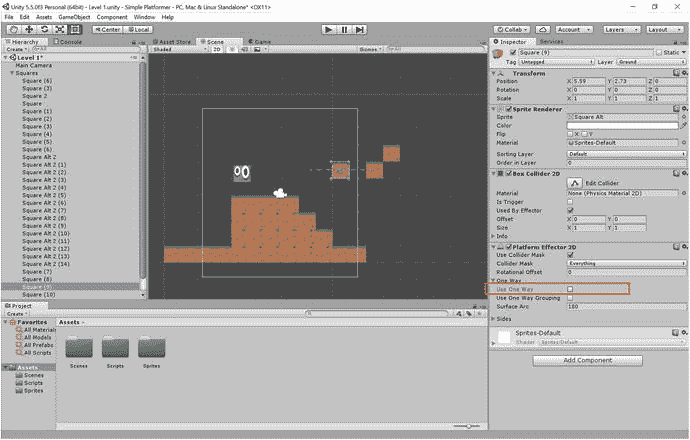 Unity 5.5.0f3 Personal (64bit) - Level 1.unity - Simple Platformer - PC, Mac & Linux Standalone* <DX11>
File Edit Assets GameObject Component Window Help
Center Local Collab Account Layers Layout
Hierarchy Console
Create All
Level 1*
Main Camera
Squares
Square (6)
Square (3)
Square 2
Square
Square (1)
Square (2)
Square (3)
Square (4)
Square (5)
Square (6)
Square Alt 2
Square Alt 2 (1)
Square Alt 2 (2)
Square Alt 2 (3)
Square Alt 2 (4)
Square Alt 2 (5)
Square Alt 2 (6)
Square Alt 2 (7)
Square Alt 2 (8)
Square Alt 2 (9)
Square Alt 2 (10)
Square Alt 2 (11)
Square Alt 2 (12)
Square Alt 2 (13)
Square Alt 2 (14)
Square (7)
Square (8)
Square (9)
Square (10)
Asset Store Scene Game
Shaded 2D Gizmos All
Project
Create
Favorites
All Material
All Models
All Prefabs
All Scripts
Assets
Scenes
Scripts
Sprites
Assets
Scenes Scripts Sprites
Inspector Services
Square (9) Static
Tag Untagged Layer Ground
Transform
Position X 5.59 Y 2.73 Z 0
Rotation X 0 Y 0 Z 0
Scale X 1 Y 1 Z 1
Sprite Renderer
Sprite Square Alt
Color
Flip X Y
Material Sprites-Default
Sorting Layer Default
Order in Layer 0
Box Collider 2D
Edit Collider
Material None (Physics Material 2D)
Is Trigger
Used By Effector
Offset X 0 Y 0
Size X 1 Y 1
Info
Platform Effector 2D
Use Collider Mask
Collider Mask Everything
Rotational Offset 0
One Way
Use One Way
Use One Way Grouping
Surface Arc 180
Sides
Sprites-Default
Shader Sprites/Default
Add Component